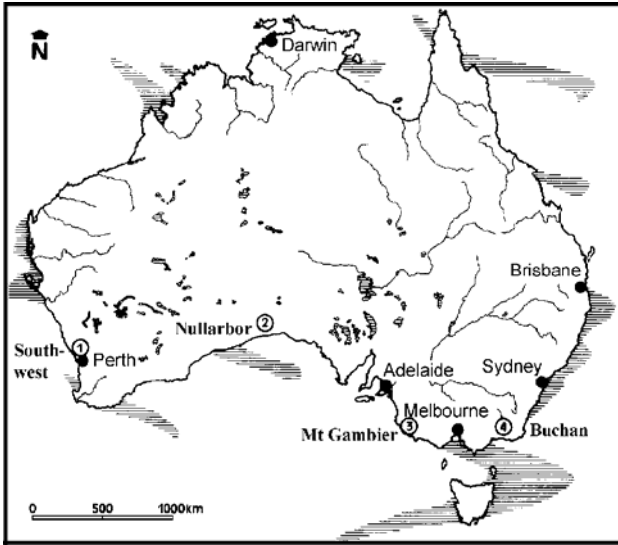 N
Darwin
Brisbane
Nullarbor 2
South-
west
1
Perth
Adelaide
Sydney
Melbourne
Mt Gambier 3
4 Buchan
0 500 1000km